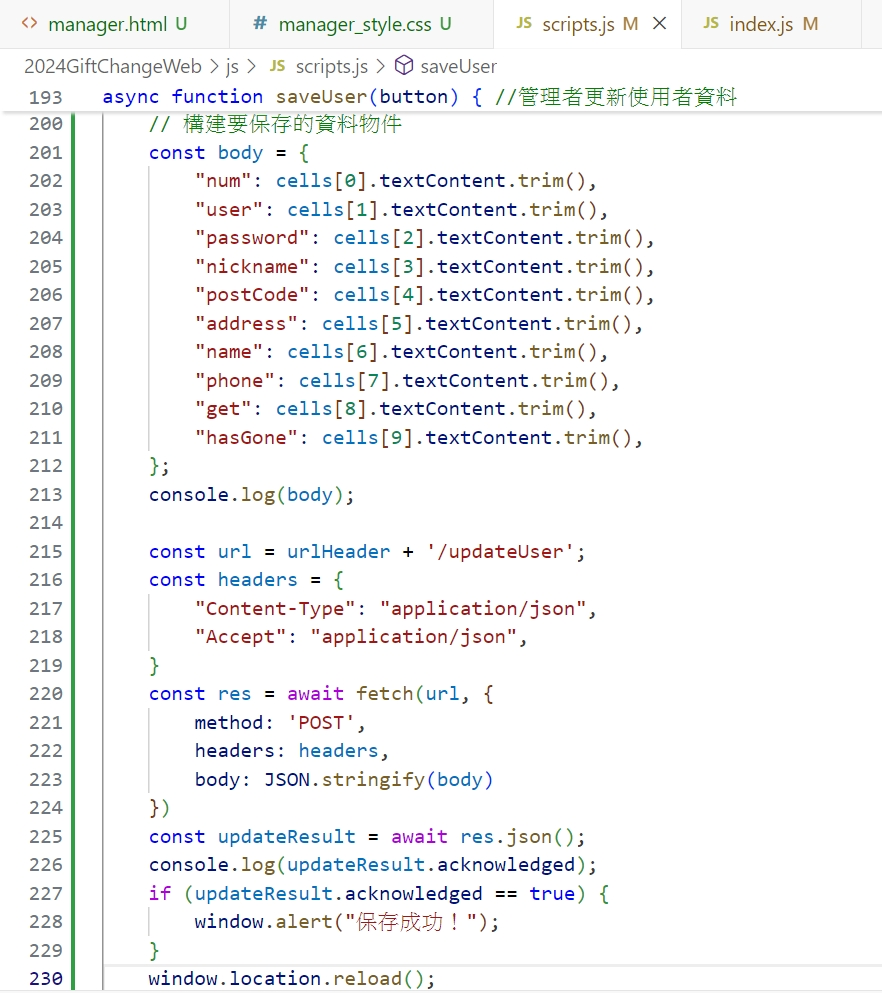 <> manager.html U # manager_style.css U JS scripts.js M × JS index.js M
2024GiftChangeWeb > js > JS scripts.js > saveUser
193 async function saveUser(button) { //管理者更新使用者資料
200 // 構建要保存的資料物件
201 const body = {
202 "num": cells[0].textContent.trim(),
203 "user": cells[1].textContent.trim(),
204 "password": cells[2].textContent.trim(),
205 "nickname": cells[3].textContent.trim(),
206 "postCode": cells[4].textContent.trim(),
207 "address": cells[5].textContent.trim(),
208 "name": cells[6].textContent.trim(),
209 "phone": cells[7].textContent.trim(),
210 "get": cells[8].textContent.trim(),
211 "hasGone": cells[9].textContent.trim(),
212 };
213 console.log(body);
214
215 const url = urlHeader + '/updateUser';
216 const headers = {
217 "Content-Type": "application/json",
218 "Accept": "application/json",
219 }
220 const res = await fetch(url, {
221 method: 'POST',
222 headers: headers,
223 body: JSON.stringify(body)
224 })
225 const updateResult = await res.json();
226 console.log(updateResult.acknowledged);
227 if (updateResult.acknowledged == true) {
228 window.alert("保存成功！");
229 }
230 window.location.reload();